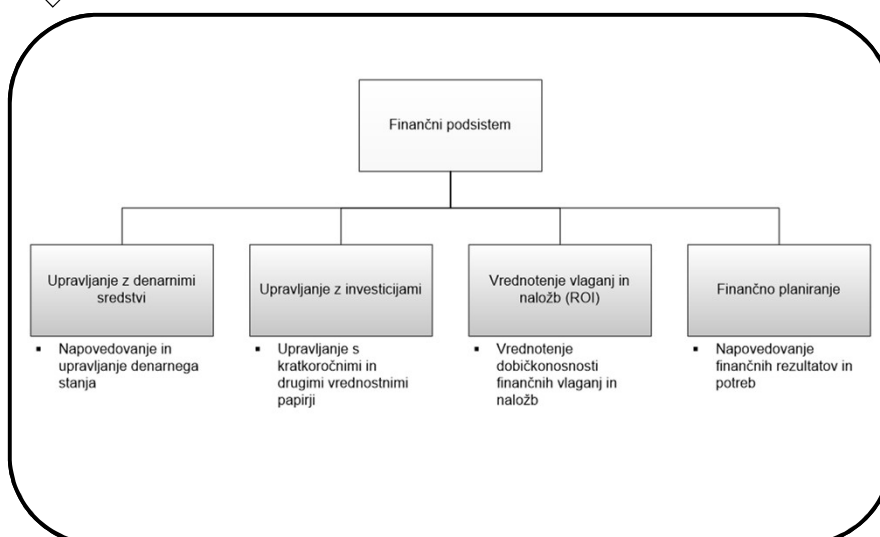 Finančni podsistem
Upravljanje z denarnimi
sredstvi
▪ Napovedovanje in
upravljanje denarnega
stanja
Upravljanje z investicijami
▪ Upravljanje s
kratkoročnimi in
drugimi vrednostnimi
papirji
Vrednotenje vlaganj in
naložb (ROI)
▪ Vrednotenje
dobičkonosnosti
finančnih vlaganj in
naložb
Finančno planiranje
▪ Napovedovanje
finančnih rezultatov in
potreb